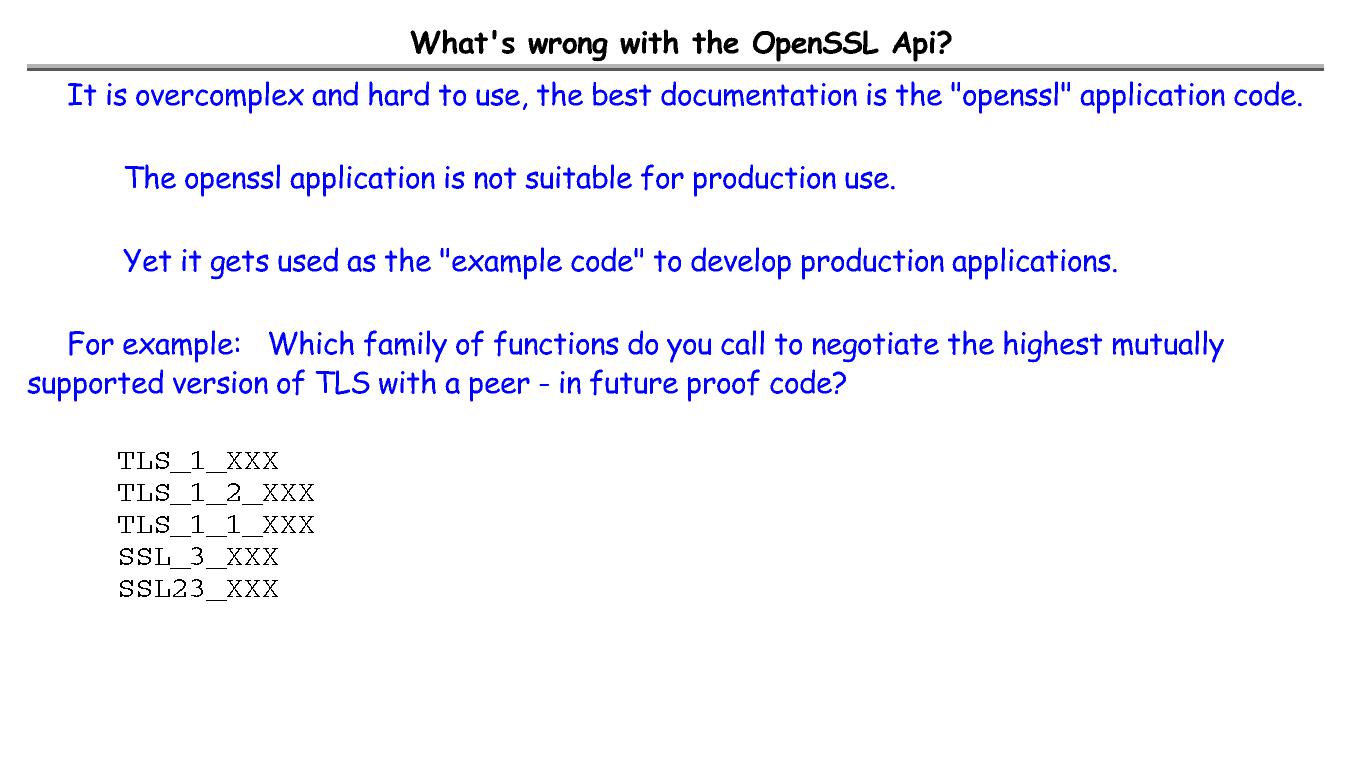 What's wrong with the OpenSSL Api?
It is overcomplex and hard to use, the best documentation is the "openssl" application code.
The openssl application is not suitable for production use.
Yet it gets used as the "example code" to develop production applications.
For example: Which family of functions do you call to negotiate the highest mutually
supported version of TLS with a peer - in future proof code?
TLS_1_XXX
TLS_1_2_XXX
TLS_1_1_XXX
SSL_3_XXX
SSL23_XXX